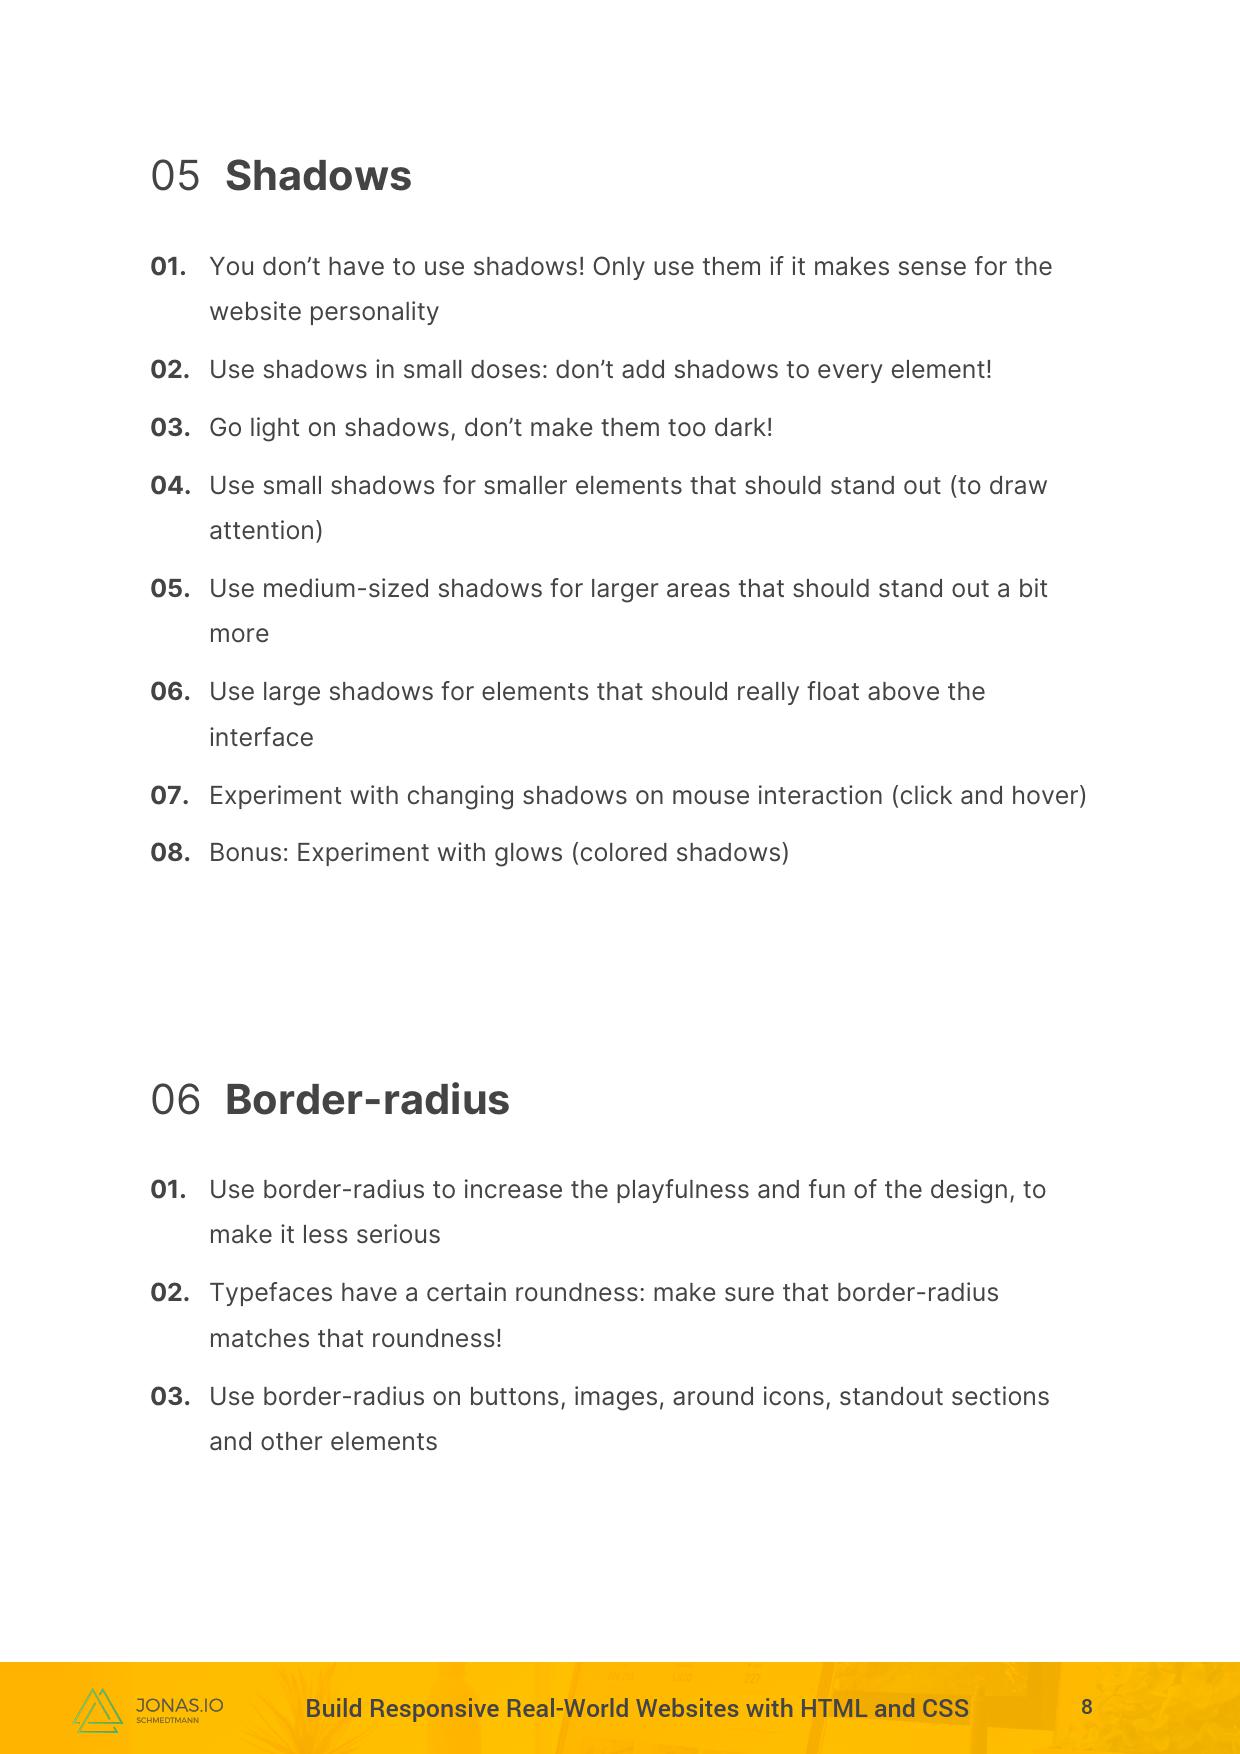 05 Shadows
01. You don’t have to use shadows! Only use them if it makes sense for the
website personality
02. Use shadows in small doses: don’t add shadows to every element!
03. Go light on shadows, don’t make them too dark!
04. Use small shadows for smaller elements that should stand out (to draw
attention)
05. Use medium-sized shadows for larger areas that should stand out a bit
more
06. Use large shadows for elements that should really float above the
interface
07. Experiment with changing shadows on mouse interaction (click and hover)
08. Bonus: Experiment with glows (colored shadows)
06 Border-radius
01. Use border-radius to increase the playfulness and fun of the design, to
make it less serious
02. Typefaces have a certain roundness: make sure that border-radius
matches that roundness!
03. Use border-radius on buttons, images, around icons, standout sections
and other elements
JONAS.IO
SCHMEDTMANN
Build Responsive Real-World Websites with HTML and CSS
8